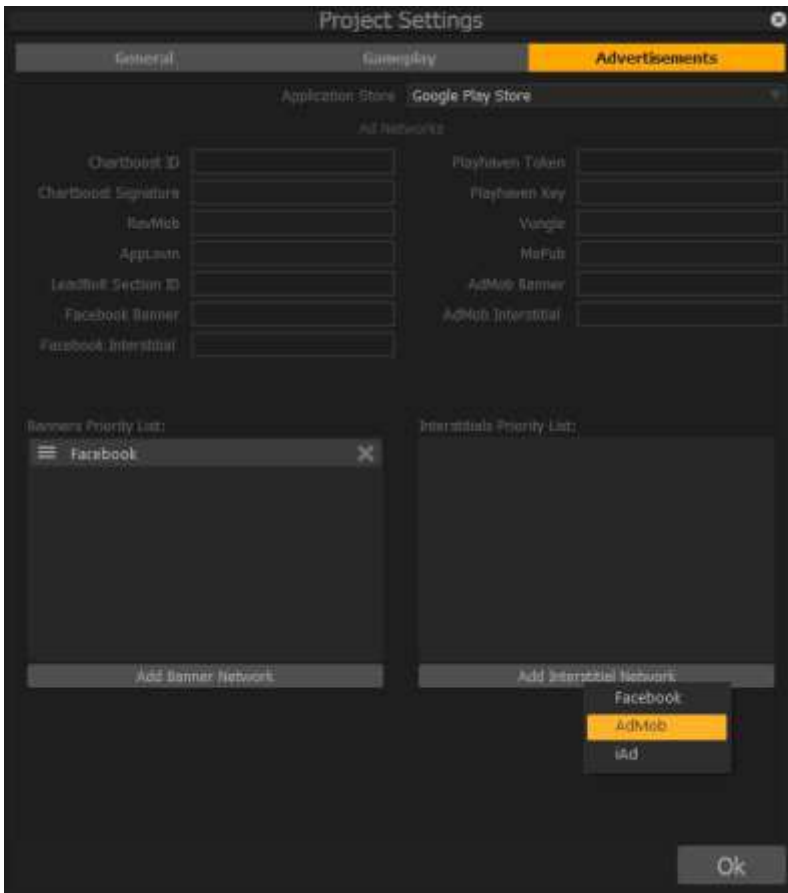 Project Settings
General Gameplay Advertisements
Application Store Google Play Store
Ad Networks
Chartboost ID Playhaven Token
Chartboost Signature Playhaven Key
RevMob Vungle
AppLovin MoPub
LeadBolt Section ID AdMob Banner
Facebook Banner AdMob Interstitial
Facebook Interstitial
Banners Priority List: Interstitials Priority List:
Facebook
Add Banner Network Add Interstitiel Network
Facebook
AdMob
iAd
Ok